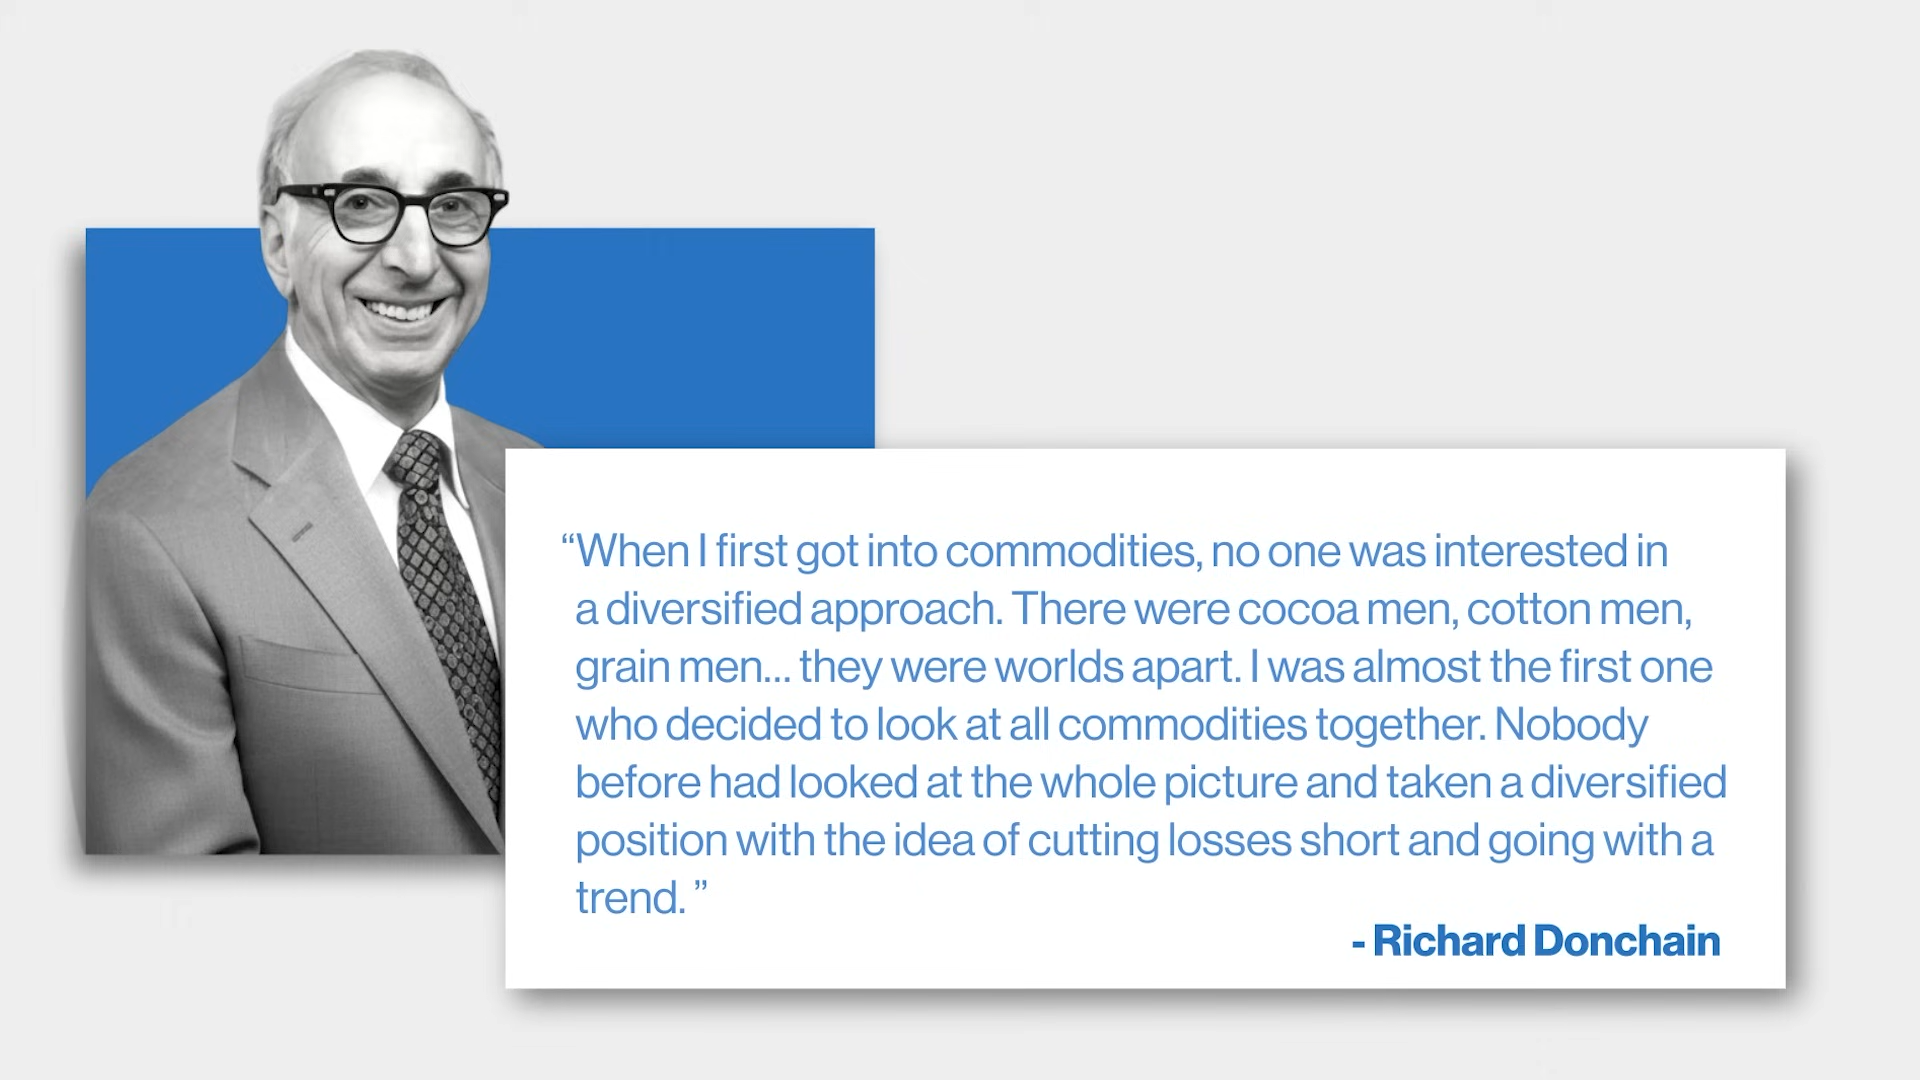 “When I first got into commodities, no one was interested in
a diversified approach. There were cocoa men, cotton men,
grain men... they were worlds apart. I was almost the first one
who decided to look at all commodities together. Nobody
before had looked at the whole picture and taken a diversified
position with the idea of cutting losses short and going with a
trend. ”
- Richard Donchain